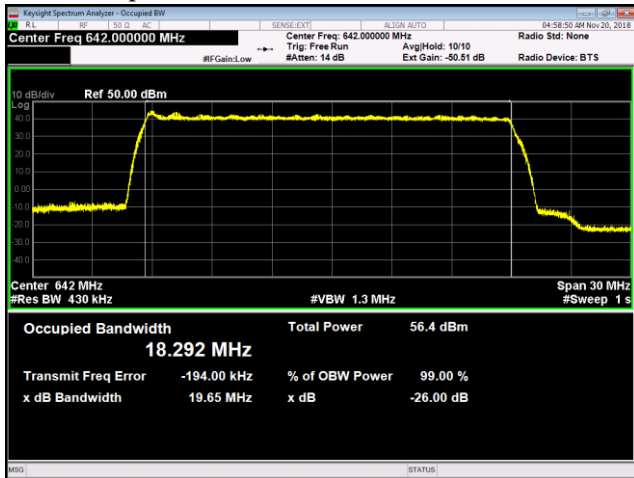 Keysight Spectrum Analyzer - Occupied BW
RL RF 50 Ω AC SENSE:EXT ALIGN AUTO 04:58:50 AM Nov 20, 2018
Center Freq 642.000000 MHz Center Freq: 642.000000 MHz Radio Std: None
Trig: Free Run Avg|Hold: 10/10
#IFGain:Low #Atten: 14 dB Ext Gain: -50.51 dB Radio Device: BTS
10 dB/div Ref 50.00 dBm
Log
40.0
30.0
20.0
10.0
0.00
-10.0
-20.0
-30.0
-40.0
Center 642 MHz Span 30 MHz
#Res BW 430 kHz #VBW 1.3 MHz #Sweep 1 s
Occupied Bandwidth Total Power 56.4 dBm
18.292 MHz
Transmit Freq Error -194.00 kHz % of OBW Power 99.00 %
x dB Bandwidth 19.65 MHz x dB -26.00 dB
MSG STATUS